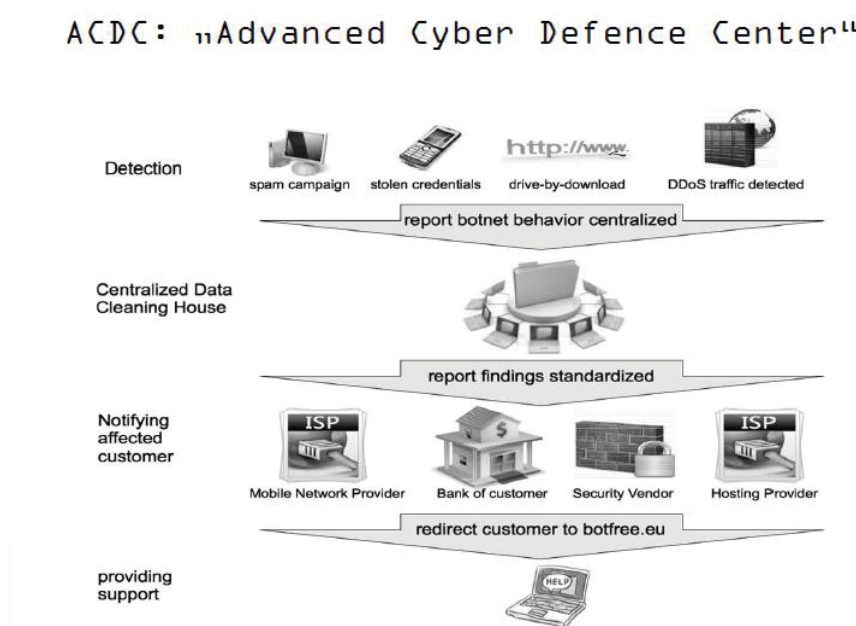 ACDC: „Advanced Cyber Defence Center“
Detection
spam campaign stolen credentials drive-by-download DDoS traffic detected
http://www.
report botnet behavior centralized
Centralized Data
Cleaning House
report findings standardized
Notifying
affected
customer
ISP ISP
Mobile Network Provider Bank of customer Security Vendor Hosting Provider
$
redirect customer to botfree.eu
providing
support
HELP